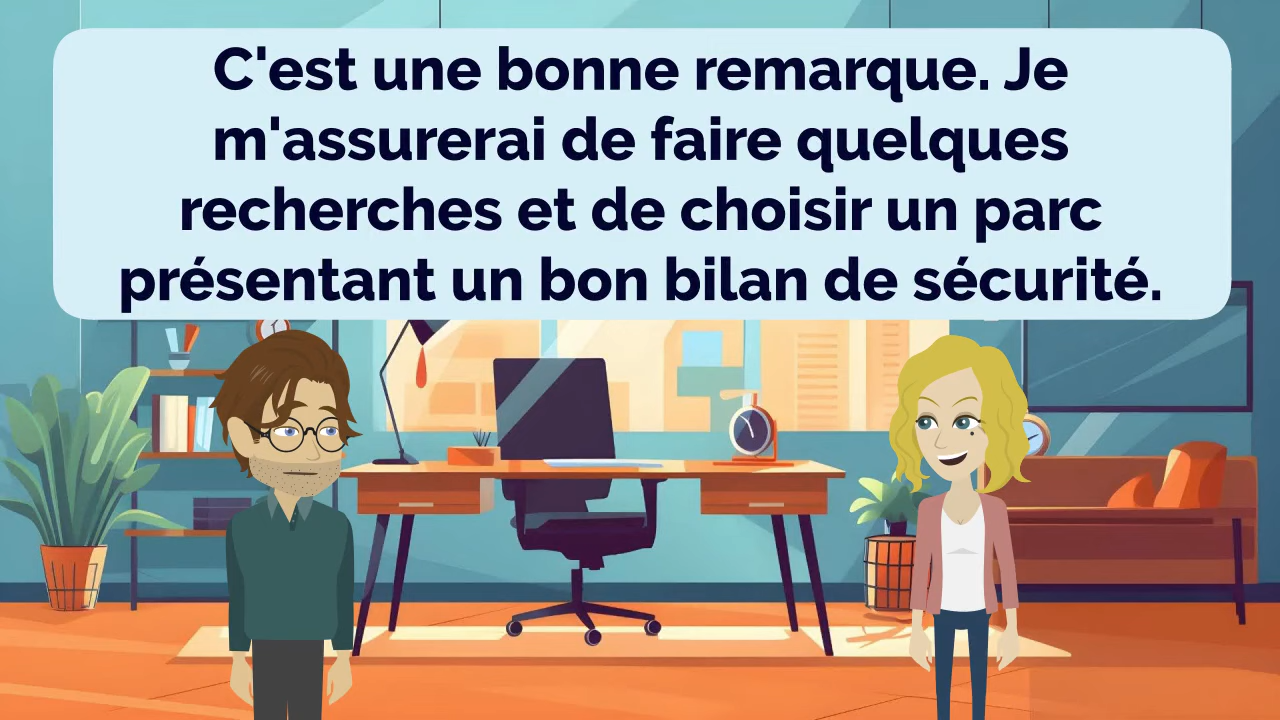 C'est une bonne remarque. Je
m'assurerai de faire quelques
recherches et de choisir un parc
présentant un bon bilan de sécurité.